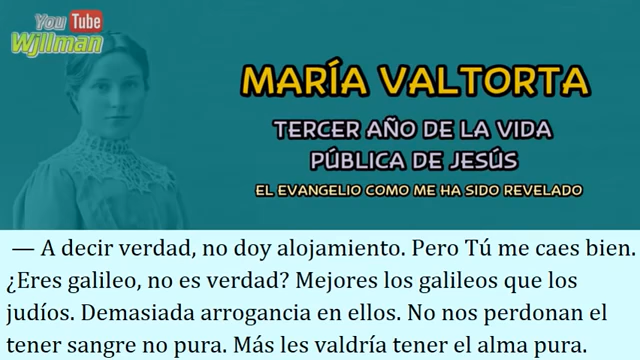 You Tube
Wjllman
MARÍA VALTORTA
TERCER AÑO DE LA VIDA
PÚBLICA DE JESÚS
EL EVANGELIO COMO ME HA SIDO REVELADO
— A decir verdad, no doy alojamiento. Pero Tú me caes bien.
¿Eres galileo, no es verdad? Mejores los galileos que los
judíos. Demasiada arrogancia en ellos. No nos perdonan el
tener sangre no pura. Más les valdría tener el alma pura.